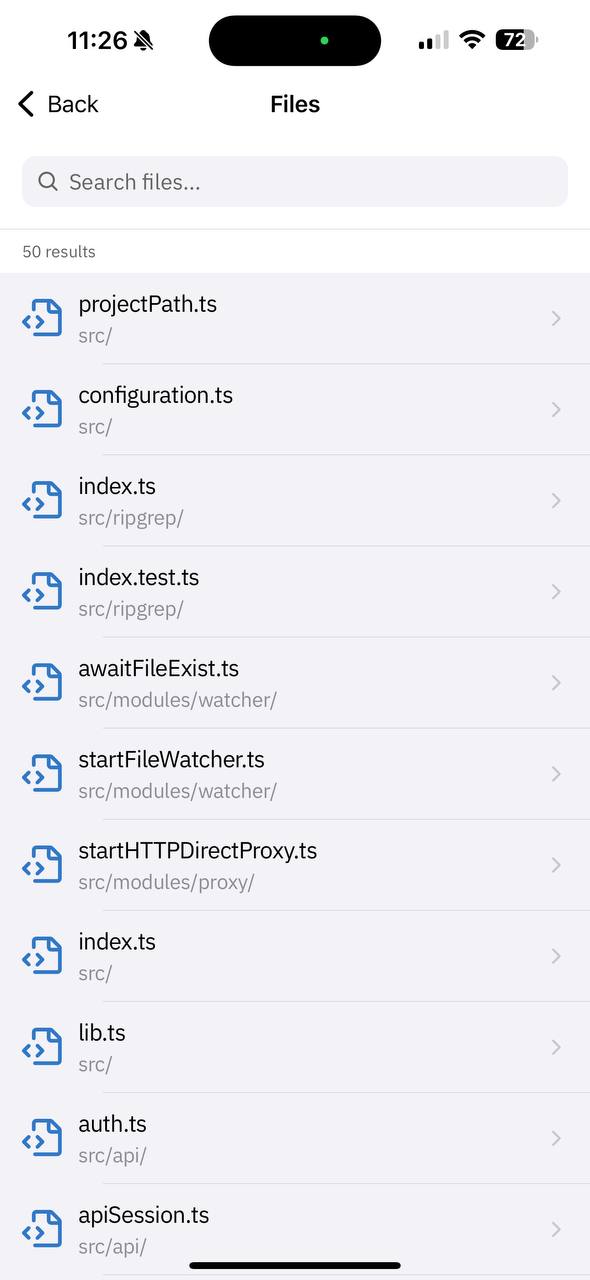 11:26
72
Back
Files
Search files...
50 results
projectPath.ts
src/
configuration.ts
src/
index.ts
src/ripgrep/
index.test.ts
src/ripgrep/
awaitFileExist.ts
src/modules/watcher/
startFileWatcher.ts
src/modules/watcher/
startHTTPDirectProxy.ts
src/modules/proxy/
index.ts
src/
lib.ts
src/
auth.ts
src/api/
apiSession.ts
src/api/